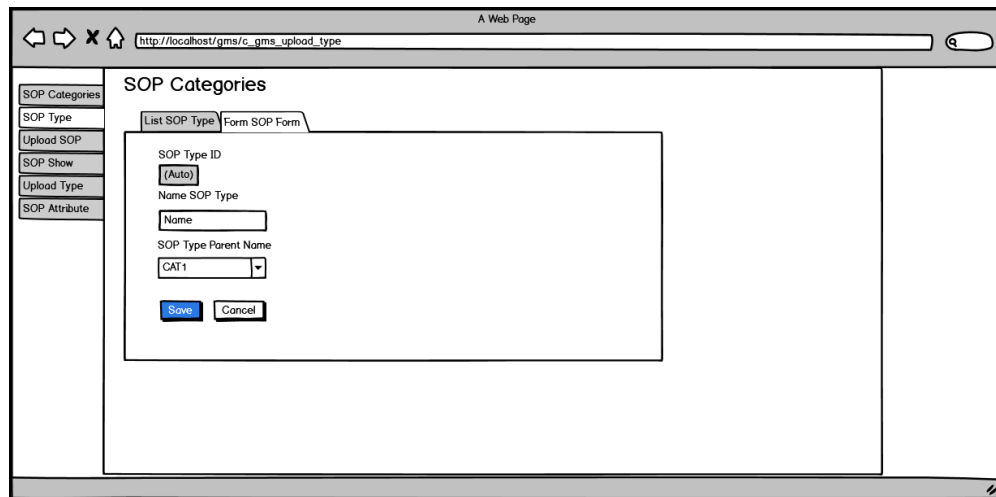 A Web Page
http://localhost/gms/c_gms_upload_type
SOP Categories
SOP Type
Upload SOP
SOP Show
Upload Type
SOP Attribute
SOP Categories
List SOP Type
Form SOP Form
SOP Type ID
(Auto)
Name SOP Type
Name
SOP Type Parent Name
CAT1
Save
Cancel